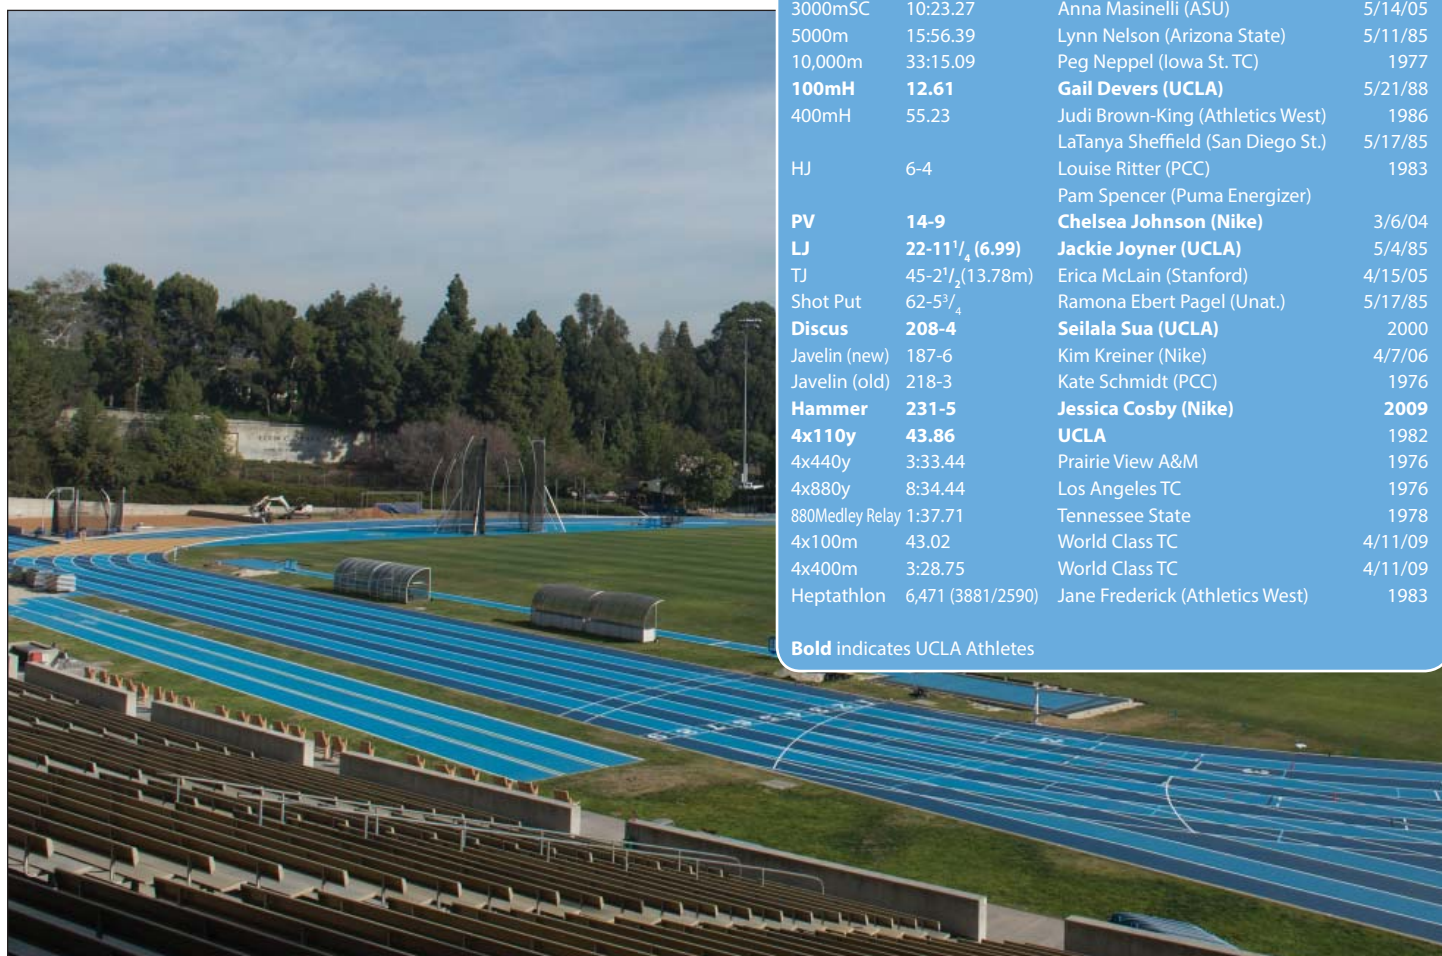 3000mSC 10:23.27 Anna Masinelli (ASU) 5/14/05
5000m 15:56.39 Lynn Nelson (Arizona State) 5/11/85
10,000m 33:15.09 Peg Neppel (Iowa St. TC) 1977
100mH 12.61 Gail Devers (UCLA) 5/21/88
400mH 55.23 Judi Brown-King (Athletics West) 1986
LaTanya Sheffield (San Diego St.) 5/17/85
HJ 6-4 Louise Ritter (PCC) 1983
Pam Spencer (Puma Energizer)
PV 14-9 Chelsea Johnson (Nike) 3/6/04
LJ 22-11 1/4 (6.99) Jackie Joyner (UCLA) 5/4/85
TJ 45-2 1/2(13.78m) Erica McLain (Stanford) 4/15/05
Shot Put 62-5 3/4 Ramona Ebert Pagel (Unat.) 5/17/85
Discus 208-4 Seilala Sua (UCLA) 2000
Javelin (new) 187-6 Kim Kreiner (Nike) 4/7/06
Javelin (old) 218-3 Kate Schmidt (PCC) 1976
Hammer 231-5 Jessica Cosby (Nike) 2009
4x110y 43.86 UCLA 1982
4x440y 3:33.44 Prairie View A&M 1976
4x880y 8:34.44 Los Angeles TC 1976
880Medley Relay 1:37.71 Tennessee State 1978
4x100m 43.02 World Class TC 4/11/09
4x400m 3:28.75 World Class TC 4/11/09
Heptathlon 6,471 (3881/2590) Jane Frederick (Athletics West) 1983
Bold indicates UCLA Athletes